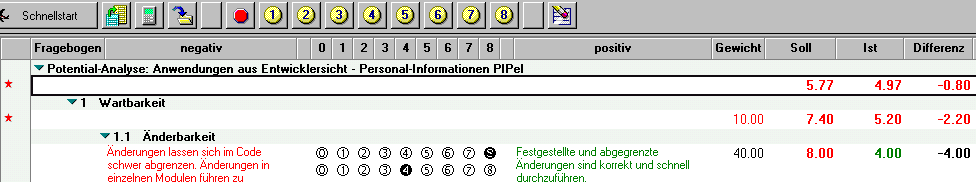 Schnellstart 1 2 3 4 5 6 7 8
Fragebogen negativ 0 1 2 3 4 5 6 7 8 positiv Gewicht Soll Ist Differenz
Potential-Analyse: Anwendungen aus Entwicklersicht - Personal-Informationen PIPel
5.77 4.97 -0.80
1 Wartbarkeit
10.00 7.40 5.20 -2.20
1.1 Änderbarkeit
Änderungen lassen sich im Code 0 1 2 3 4 5 6 7 S Festgestellte und abgegrenzte 40.00 8.00 4.00 -4.00
schwer abgrenzen. Änderungen in 0 1 2 3 4 5 6 7 8 Änderungen sind korrekt und schnell
einzelnen Modulen führen zu durchzuführen.